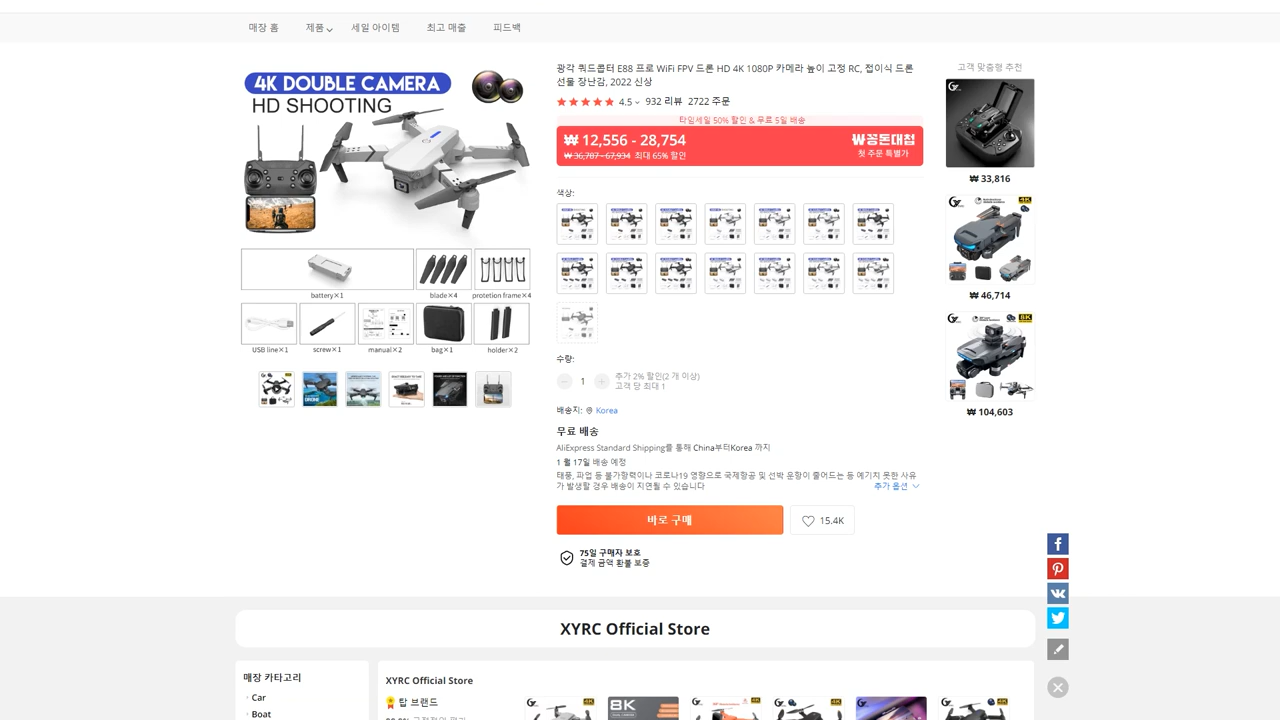 매장 홈
제품
세일 아이템
최고 매출
피드백
4K DOUBLE CAMERA
HD SHOOTING
battery×1
blade×4
protetion frame×4
USB line×1
screw×1
manual×2
bag×1
holder×2
광각 쿼드콥터 E88 프로 WiFi FPV 드론 HD 4K 1080P 카메라 높이 고정 RC, 접이식 드론
선물 장난감, 2022 신상
4.5
932 리뷰 2722 주문
타임세일 50% 할인 & 무료 5일 배송
₩ 12,556 - 28,754
₩ 36,787 - 67,934 최대 65% 할인
₩꽁돈대첩
첫 주문 특별가
색상:
수량:
1
추가 2% 할인(2 개 이상)
고객 당 최대 1
배송지: Korea
무료 배송
AliExpress Standard Shipping를 통해 China부터Korea 까지
1 월 17일 배송 예정
태풍, 파업 등 불가항력이나 코로나19 영향으로 국제항공 및 선박 운항이 줄어드는 등 예기치 못한 사유
가 발생할 경우 배송이 지연될 수 있습니다
추가 옵션
바로 구매
15.4K
75일 구매자 보호
결제 금액 환불 보증
고객 맞춤형 추천
₩ 33,816
4K
₩ 46,714
8K
₩ 104,603
XYRC Official Store
매장 카타고리
Car
Boat
XYRC Official Store
탑 브랜드
4K
8K
4K
4K